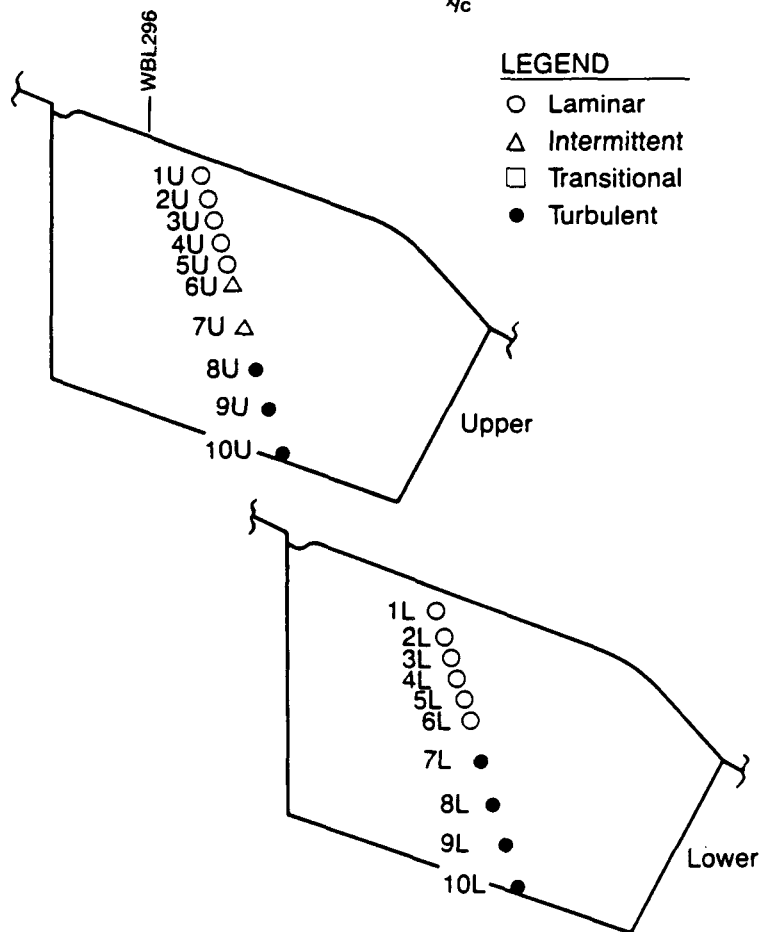 x/c
WBL296
LEGEND
Laminar
Intermittent
Transitional
Turbulent
1U
2U
3U
4U
5U
6U
7U
8U
9U
10U
Upper
1L
2L
3L
4L
5L
6L
7L
8L
9L
10L
Lower